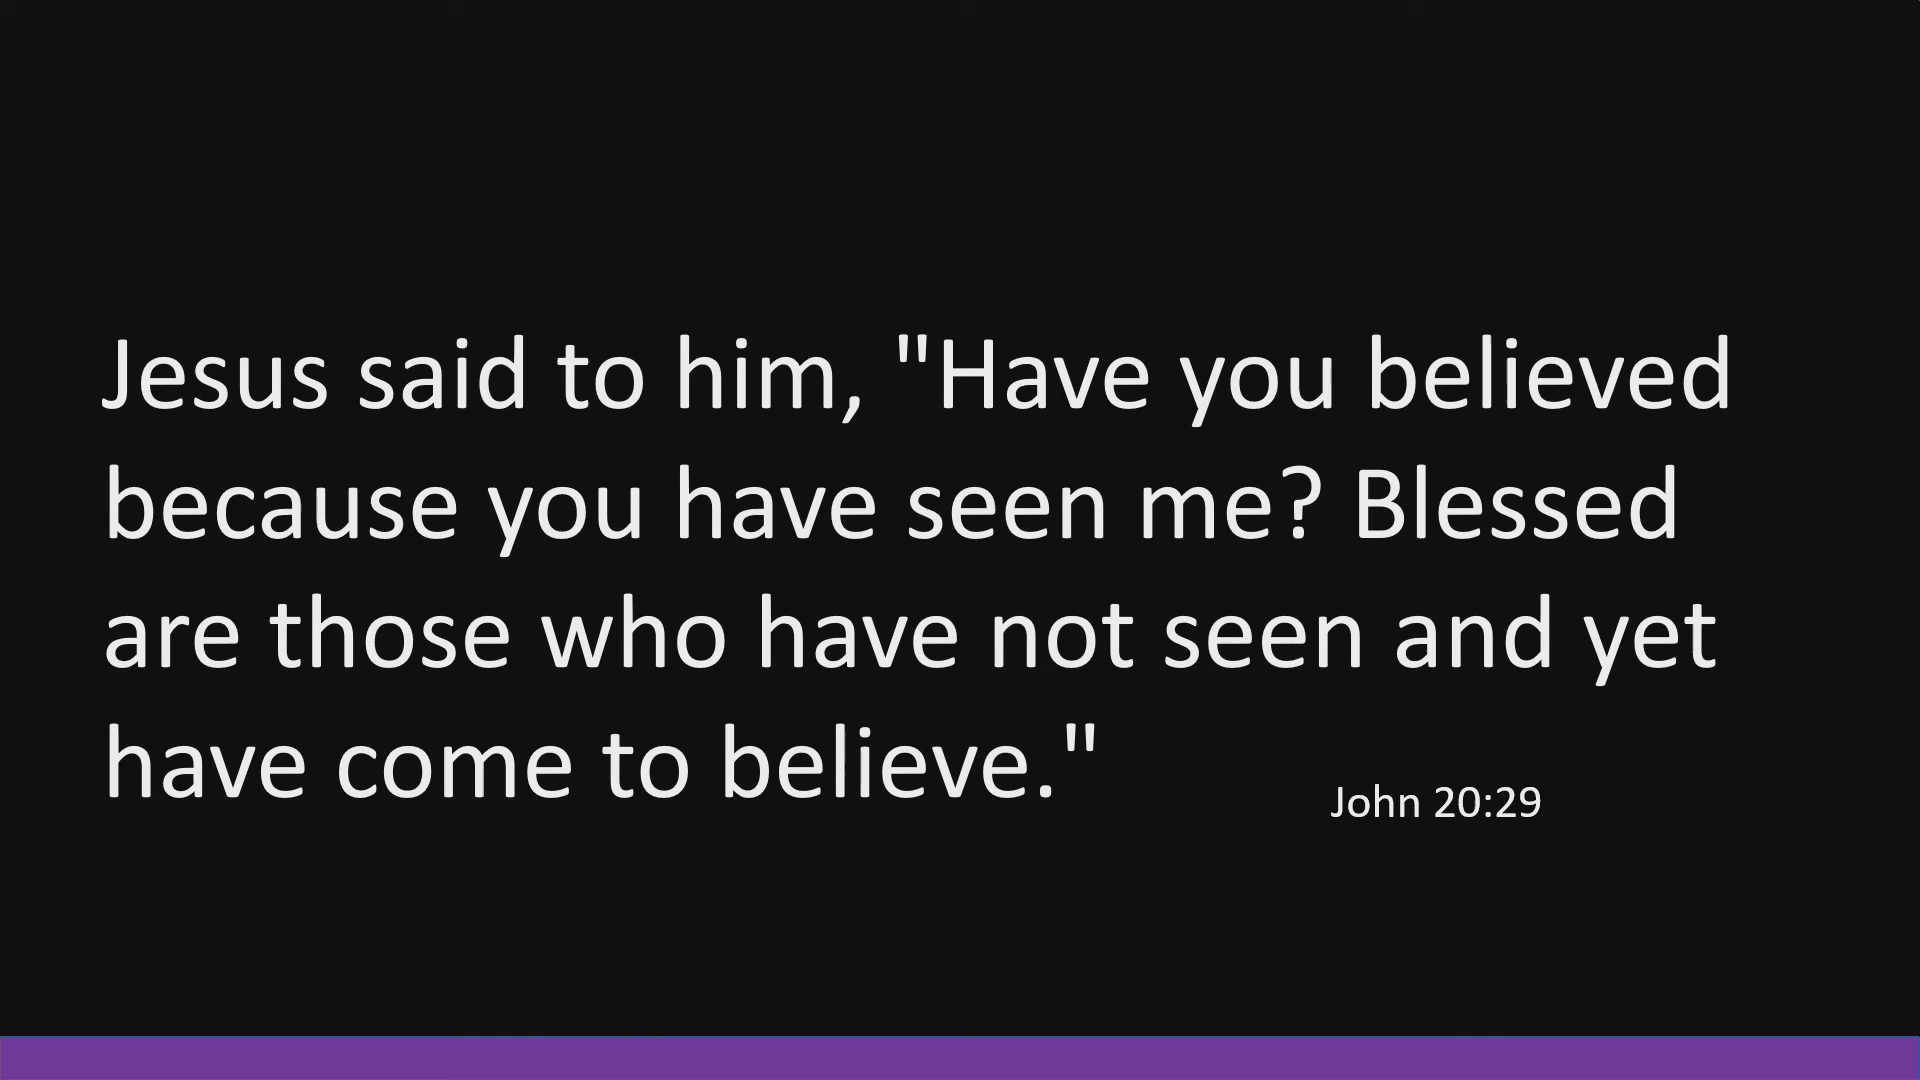 Jesus said to him, "Have you believed
because you have seen me? Blessed
are those who have not seen and yet
have come to believe."
John 20:29